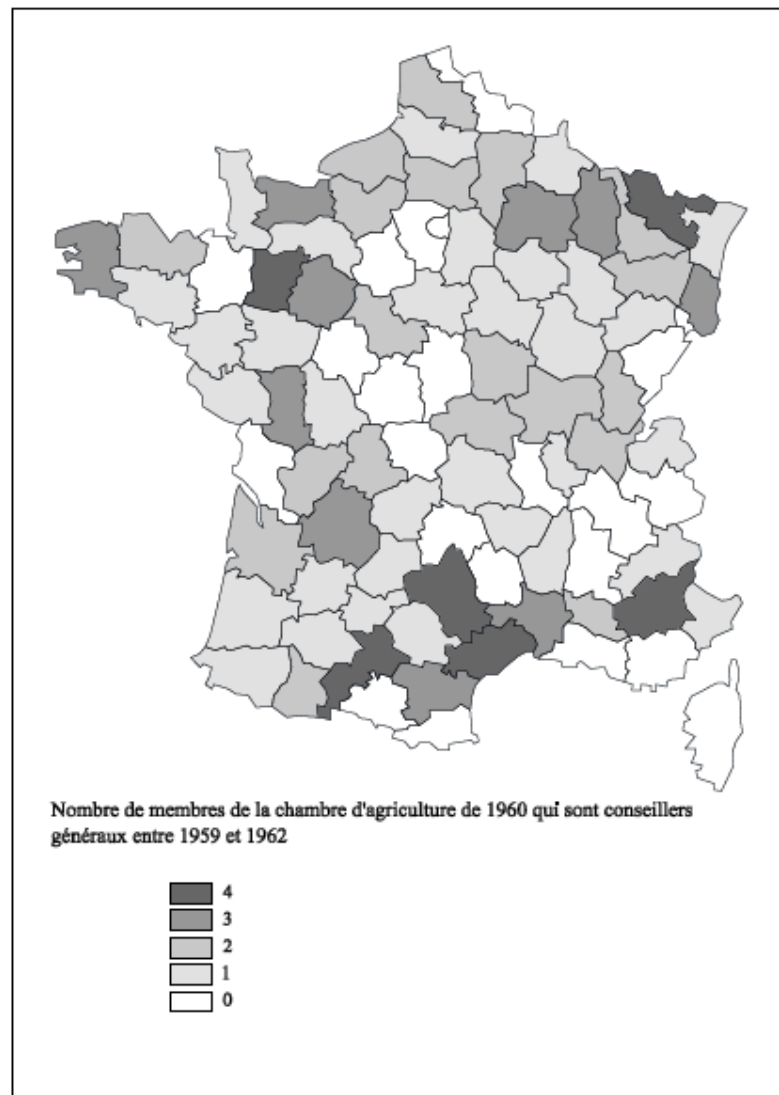 Nombre de membres de la chambre d'agriculture de 1960 qui sont conseillers
généraux entre 1959 et 1962
4
3
2
1
0